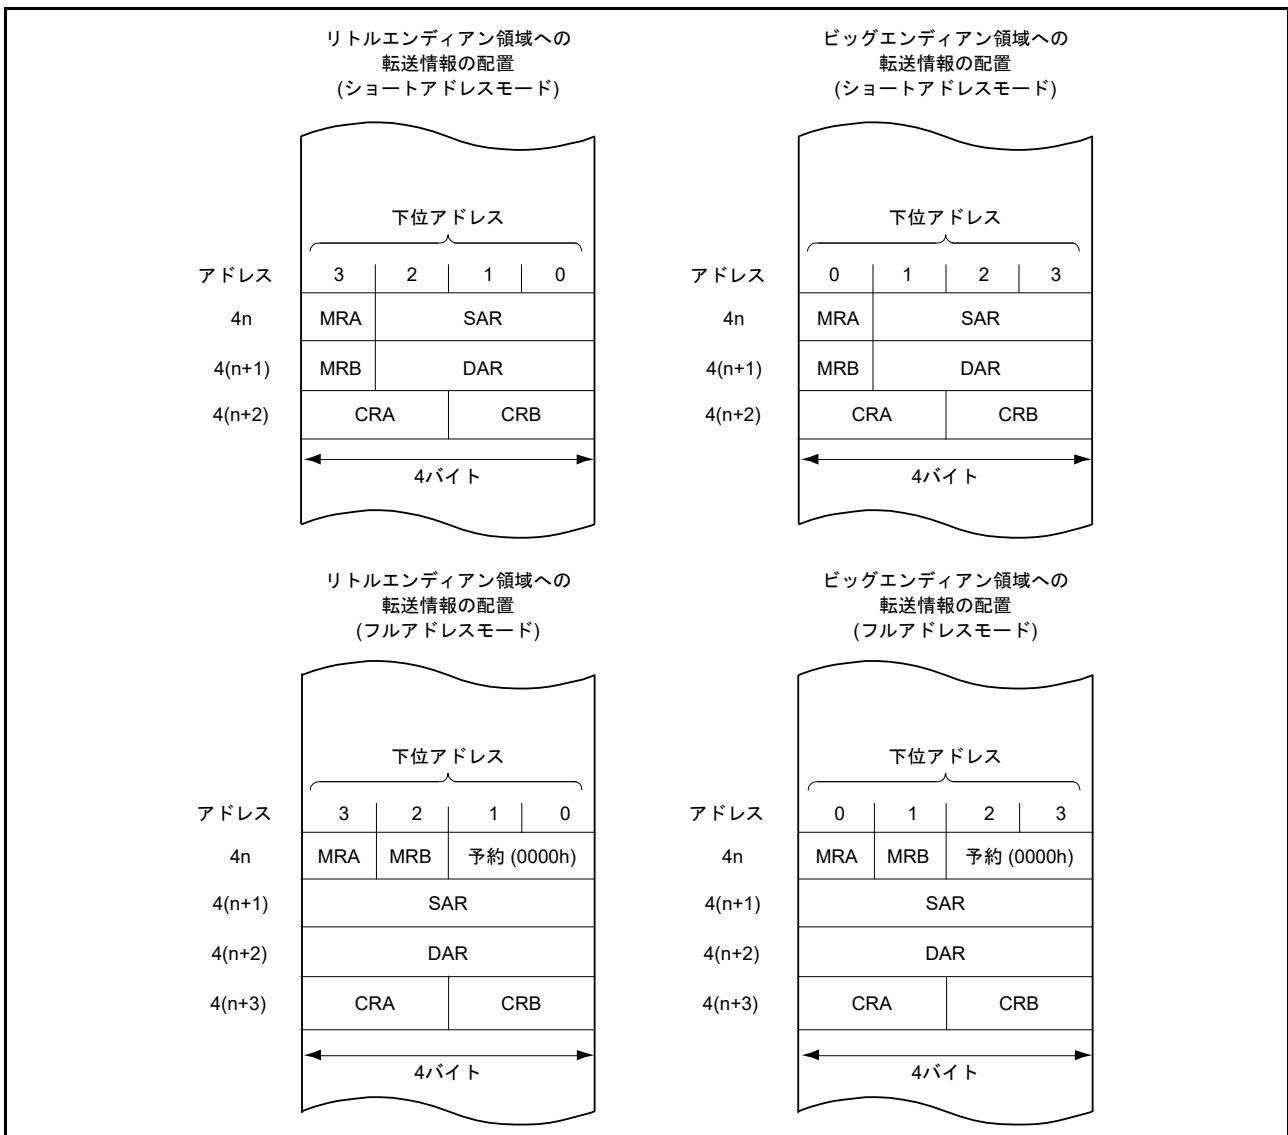 リトルエンディアン領域への
転送情報の配置
(ショートアドレスモード)
下位アドレス
アドレス 3 2 1 0
4n MRA SAR
4(n+1) MRB DAR
4(n+2) CRA CRB
4バイト
ビッグエンディアン領域への
転送情報の配置
(ショートアドレスモード)
下位アドレス
アドレス 0 1 2 3
4n MRA SAR
4(n+1) MRB DAR
4(n+2) CRA CRB
4バイト
リトルエンディアン領域への
転送情報の配置
(フルアドレスモード)
下位アドレス
アドレス 3 2 1 0
4n MRA MRB 予約 (0000h)
4(n+1) SAR
4(n+2) DAR
4(n+3) CRA CRB
4バイト
ビッグエンディアン領域への
転送情報の配置
(フルアドレスモード)
下位アドレス
アドレス 0 1 2 3
4n MRA MRB 予約 (0000h)
4(n+1) SAR
4(n+2) DAR
4(n+3) CRA CRB
4バイト